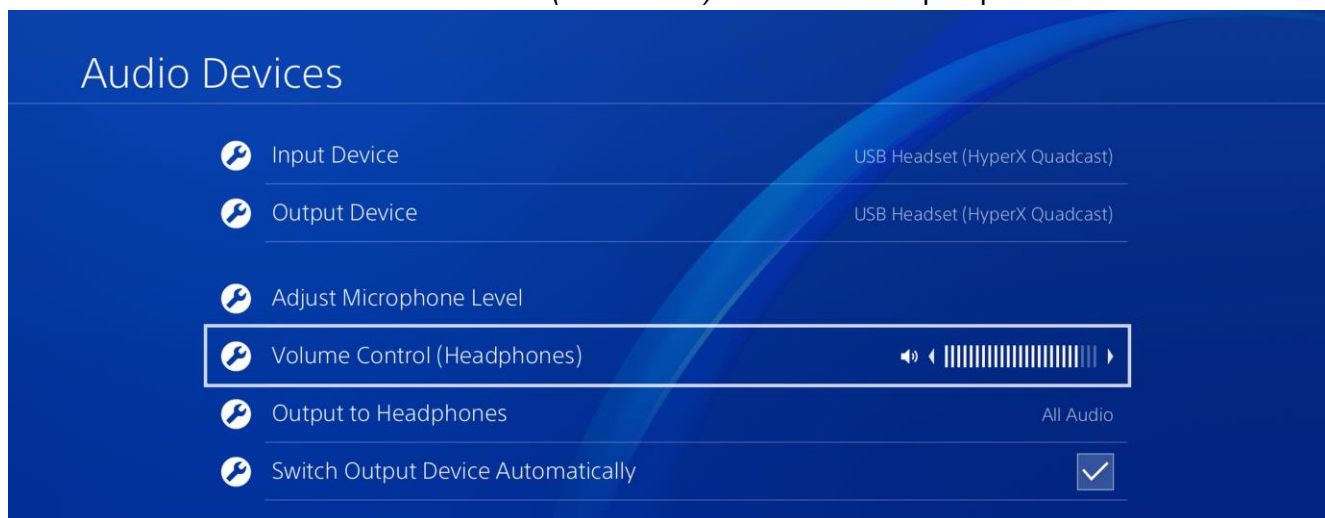 Audio Devices
Input Device USB Headset (HyperX Quadcast)
Output Device USB Headset (HyperX Quadcast)
Adjust Microphone Level
Volume Control (Headphones)
Output to Headphones All Audio
Switch Output Device Automatically